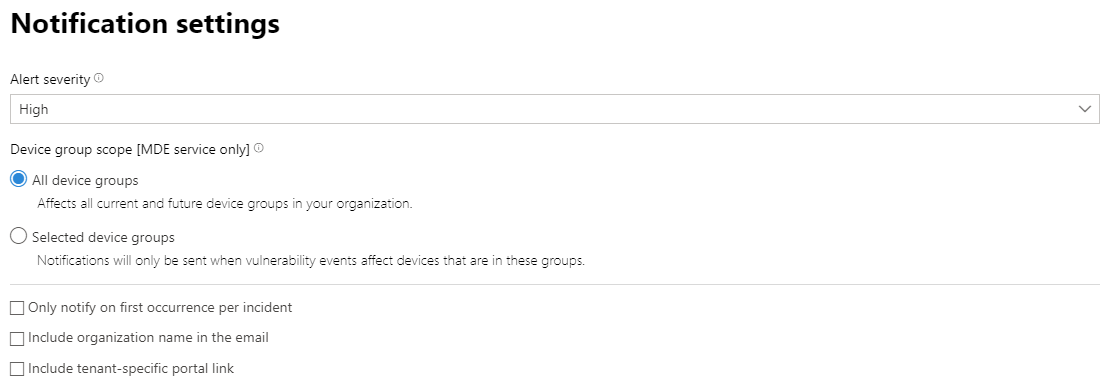 Notification settings
Alert severity
High
Device group scope [MDE service only]
All device groups
Affects all current and future device groups in your organization.
Selected device groups
Notifications will only be sent when vulnerability events affect devices that are in these groups.
Only notify on first occurrence per incident
Include organization name in the email
Include tenant-specific portal link